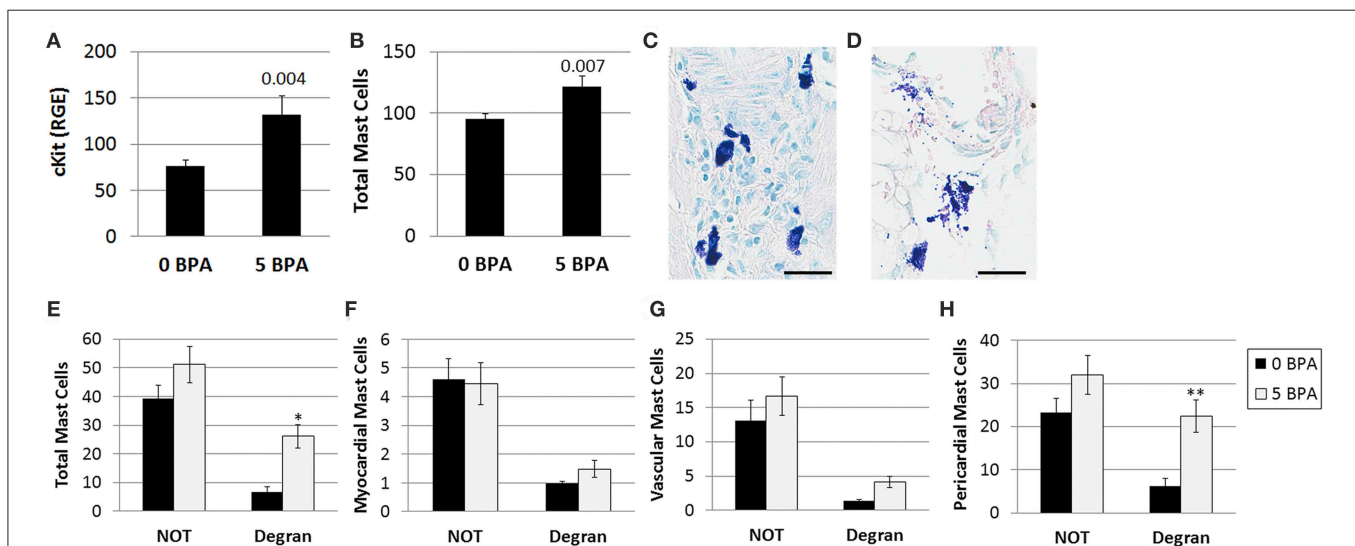 A
cKit (RGE)
200
150
100
50
0
0.004
0 BPA
5 BPA
B
Total Mast Cells
150
100
50
0
0.007
0 BPA
5 BPA
C
D
E
Total Mast Cells
60
50
40
30
20
10
0
*
NOT
Degran
F
Myocardial Mast Cells
6
5
4
3
2
1
0
NOT
Degran
G
Vascular Mast Cells
25
20
15
10
5
0
NOT
Degran
H
Pericardial Mast Cells
40
30
20
10
0
**
NOT
Degran
0 BPA
5 BPA